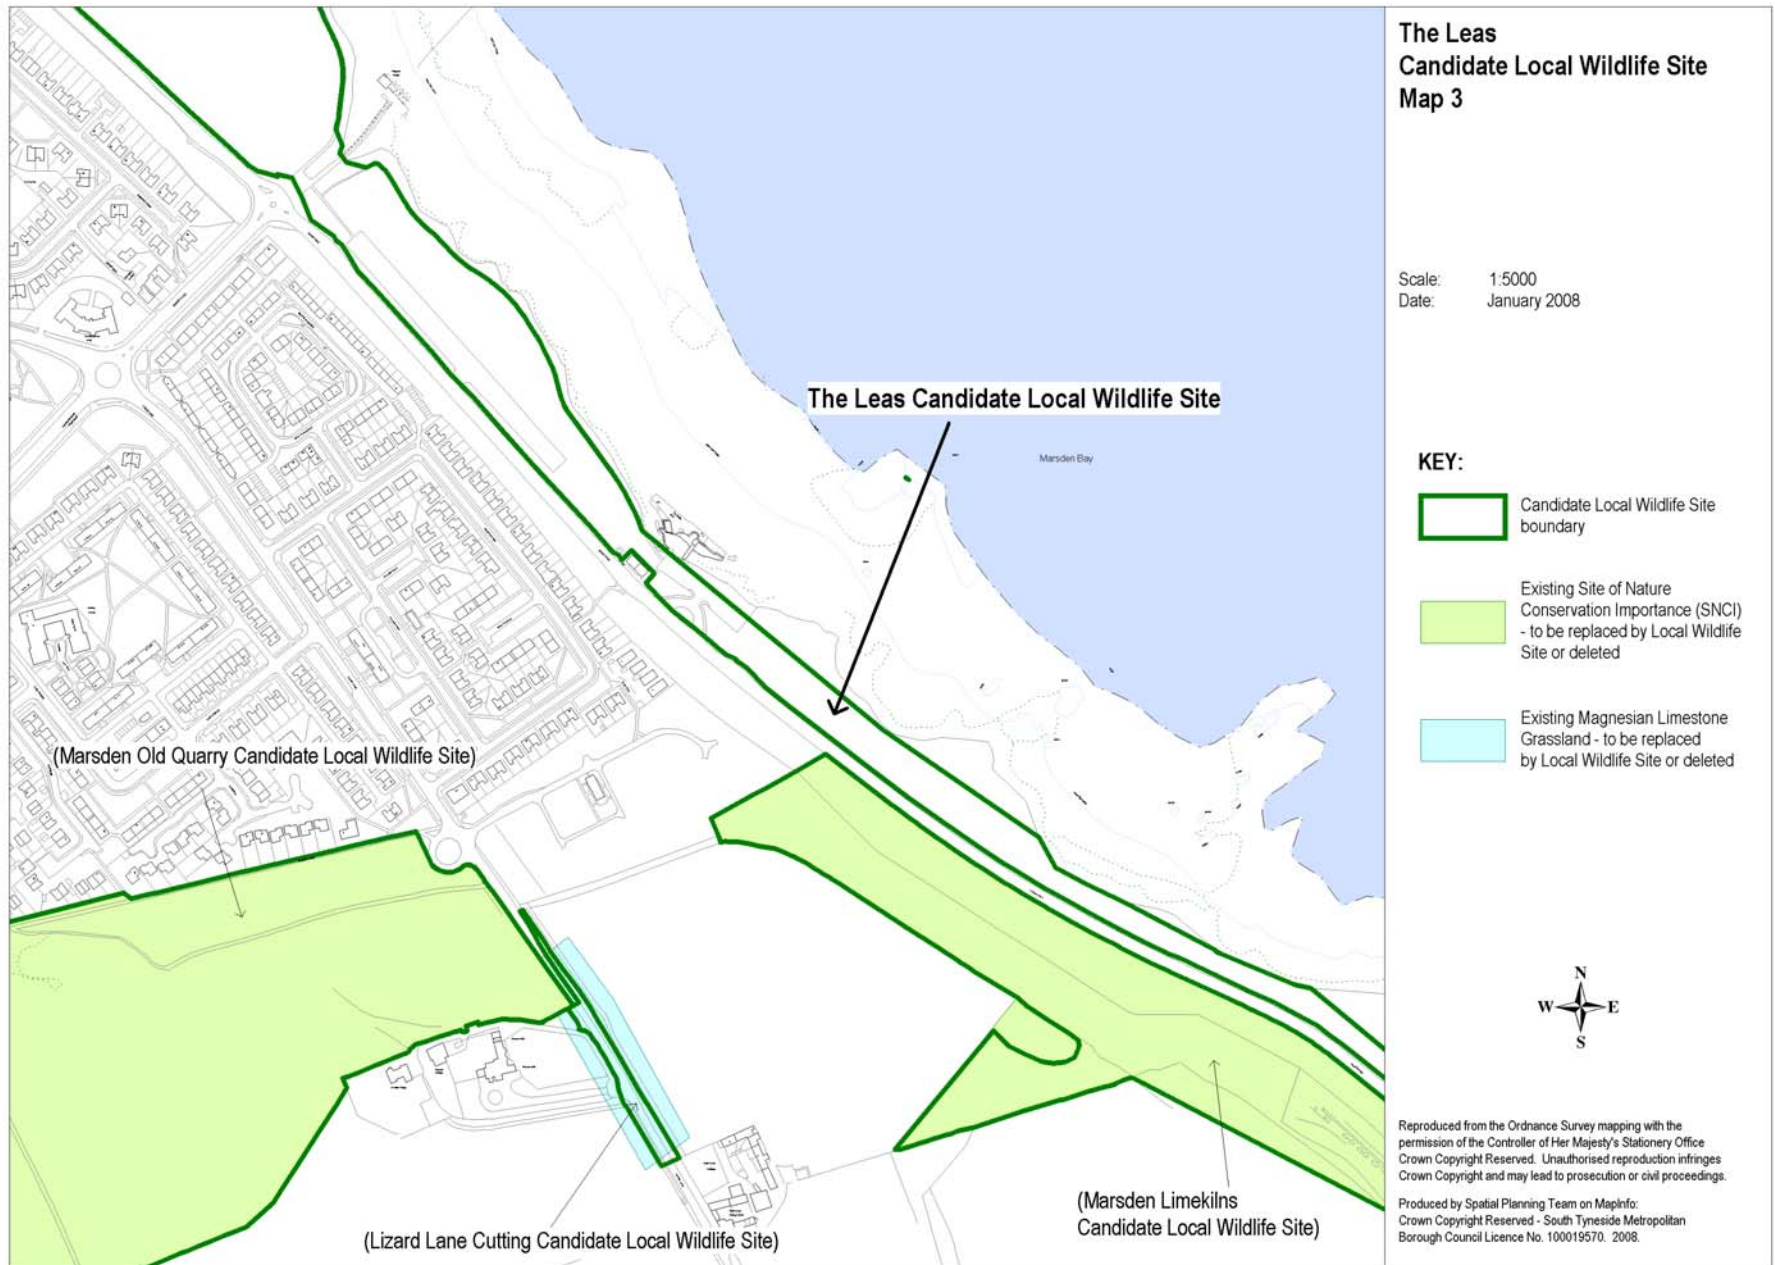 The Leas
Candidate Local Wildlife Site
Map 3
Scale: 1:5000
Date: January 2008
The Leas Candidate Local Wildlife Site
Marsden Bay
KEY:
Candidate Local Wildlife Site
boundary
Existing Site of Nature
Conservation Importance (SNCI)
- to be replaced by Local Wildlife
Site or deleted
Existing Magnesian Limestone
Grassland - to be replaced
by Local Wildlife Site or deleted
(Marsden Old Quarry Candidate Local Wildlife Site)
N
W E
S
(Marsden Limekilns
Candidate Local Wildlife Site)
(Lizard Lane Cutting Candidate Local Wildlife Site)
Reproduced from the Ordnance Survey mapping with the
permission of the Controller of Her Majesty's Stationery Office
Crown Copyright Reserved. Unauthorised reproduction infringes
Crown Copyright and may lead to prosecution or civil proceedings.
Produced by Spatial Planning Team on MapInfo:
Crown Copyright Reserved - South Tyneside Metropolitan
Borough Council Licence No. 100019570. 2008.